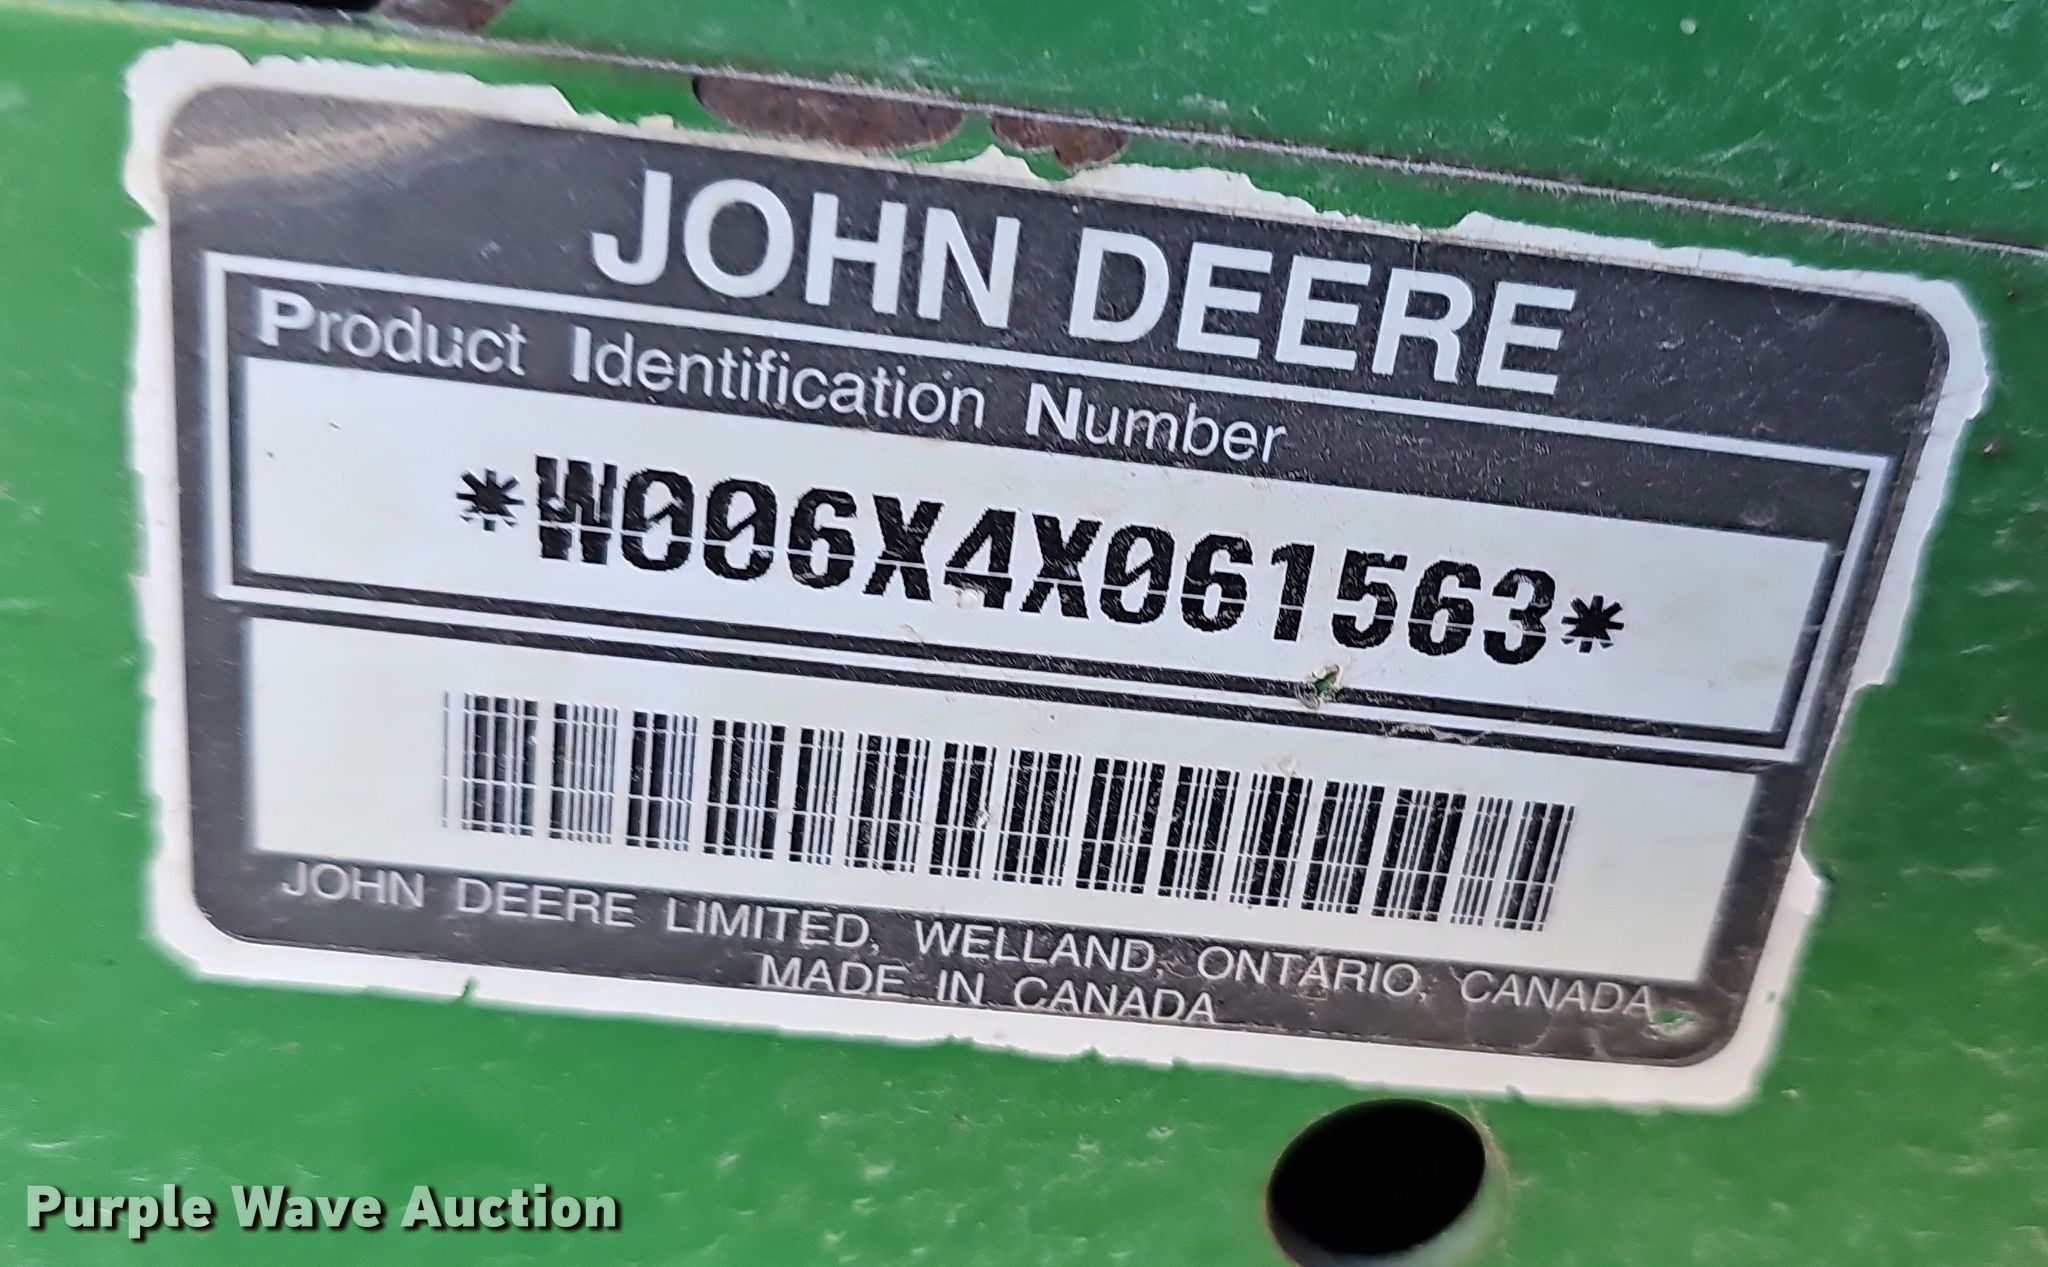 JOHN DEERE
Product Identification Number
*W006X4X061563*
JOHN DEERE LIMITED, WELLAND, ONTARIO, CANADA
MADE IN CANADA
Purple Wave Auction